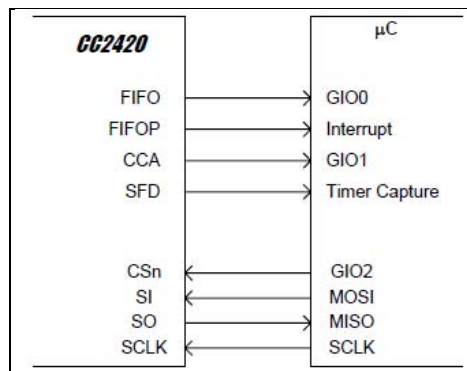 CC2420 μC
FIFO GIO0
FIFOP Interrupt
CCA GIO1
SFD Timer Capture
CSn GIO2
SI MOSI
SO MISO
SCLK SCLK